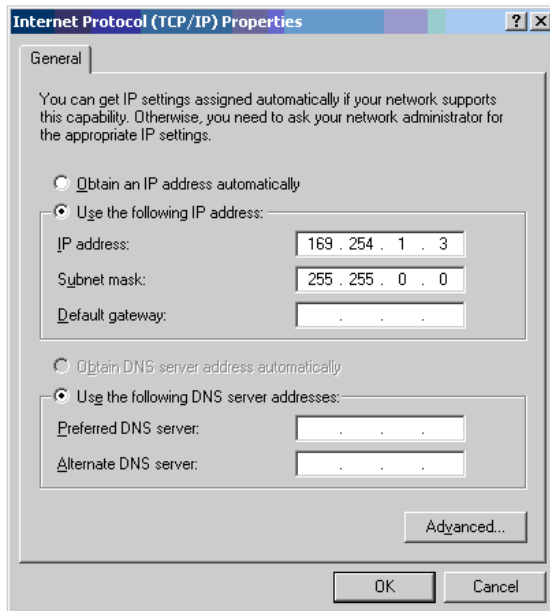 Internet Protocol (TCP/IP) Properties
General
You can get IP settings assigned automatically if your network supports
this capability. Otherwise, you need to ask your network administrator for
the appropriate IP settings.
Obtain an IP address automatically
Use the following IP address:
IP address: 169 . 254 . 1 . 3
Subnet mask: 255 . 255 . 0 . 0
Default gateway: . . .
Obtain DNS server address automatically
Use the following DNS server addresses:
Preferred DNS server: . . .
Alternate DNS server: . . .
Advanced...
OK Cancel